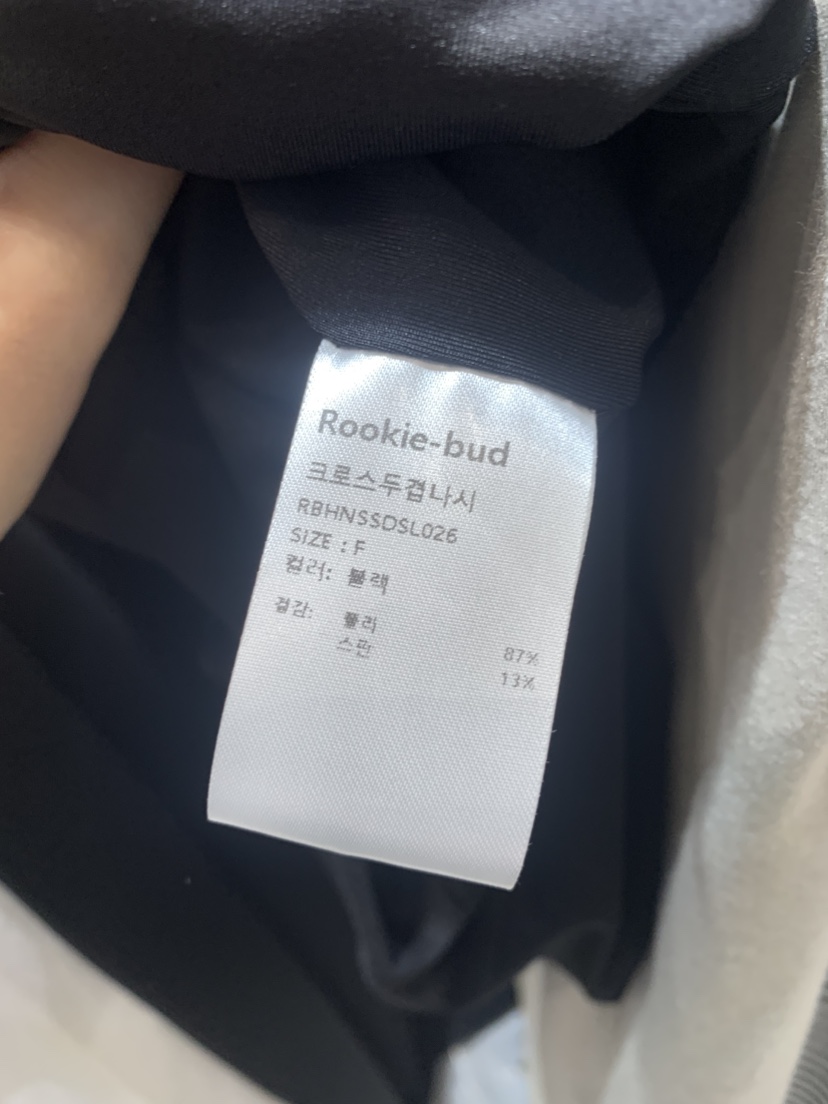 Rookie-bud
크로스두겹나시
RBHNSSDSL026
SIZE : F
컬러: 블랙
겉감: 폴리 87%
스판 13%